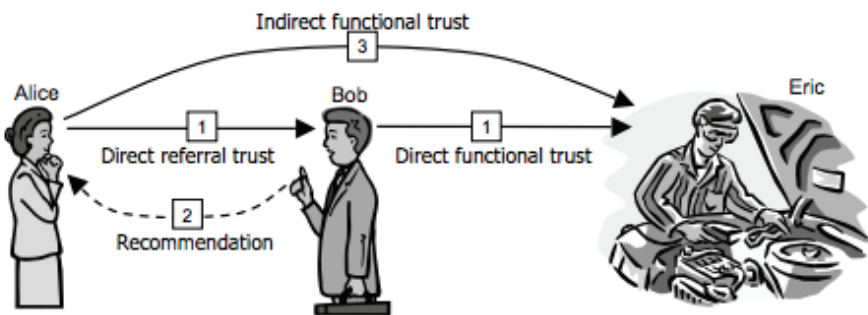 Indirect functional trust
3
Alice
Bob
Eric
1
1
Direct referral trust
Direct functional trust
2
Recommendation